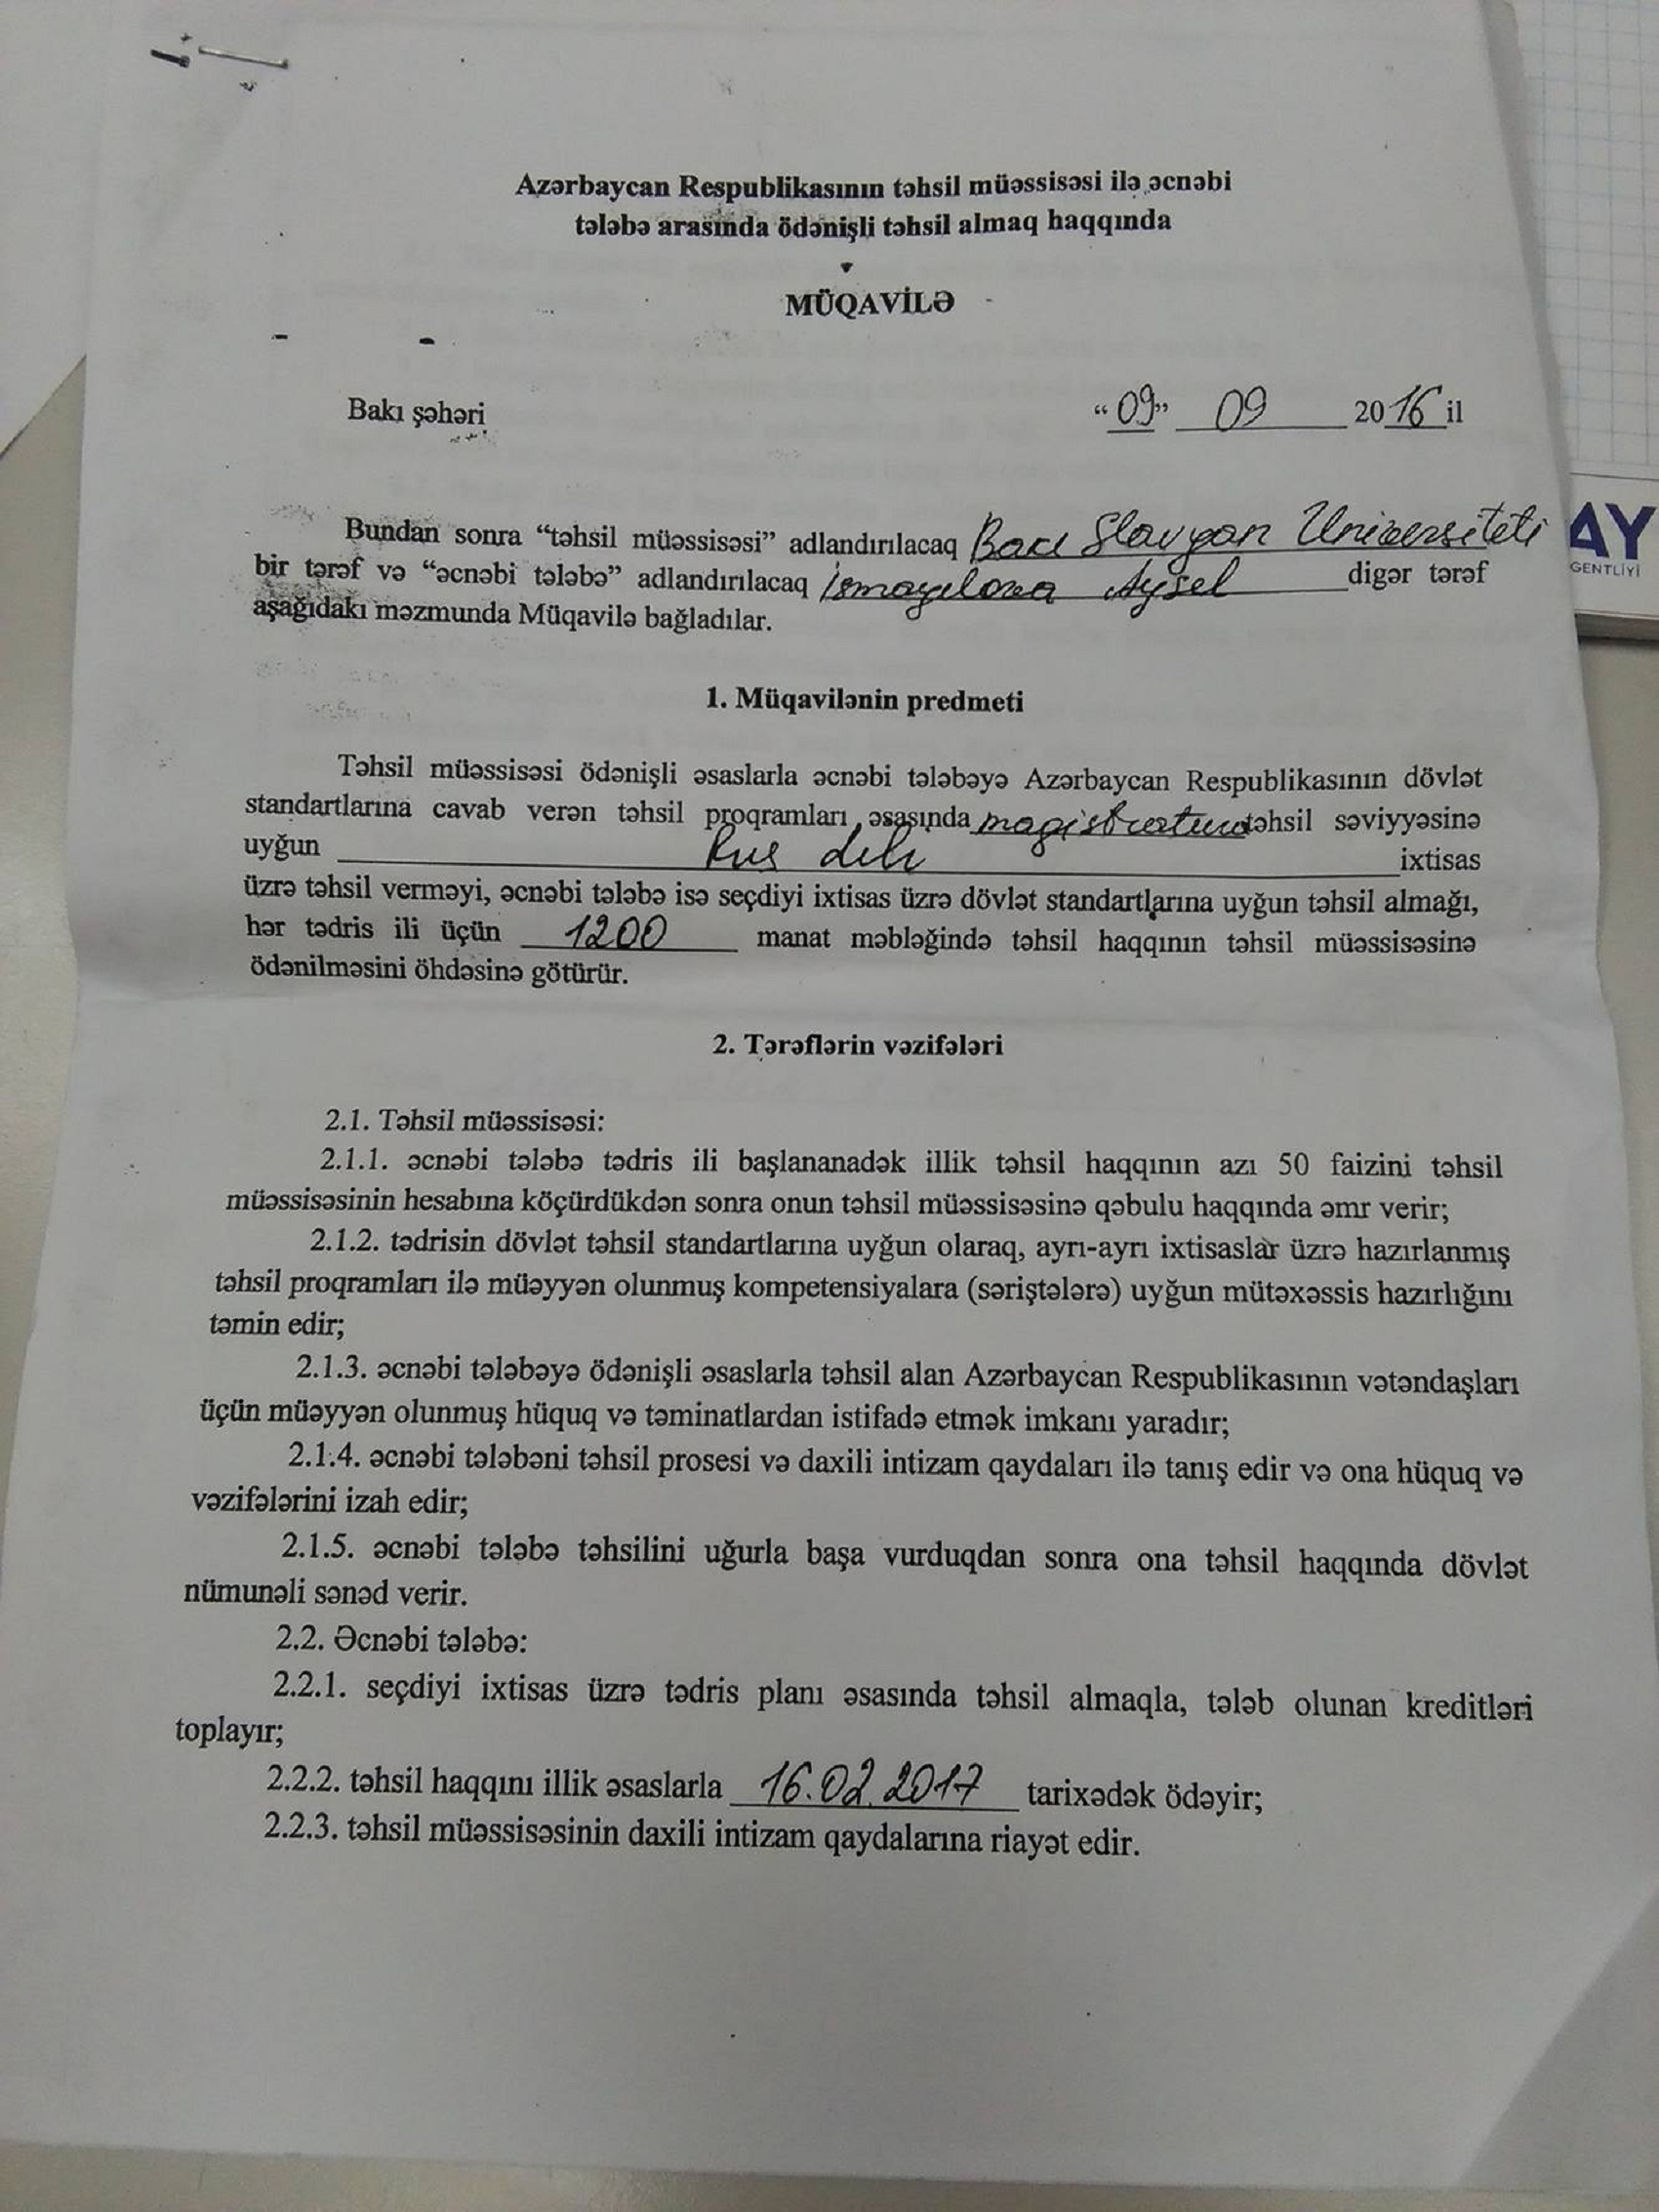 Azərbaycan Respublikasının təhsil müəssisəsi ilə əcnəbi
tələbə arasında ödənişli təhsil almaq haqqında
MÜQAVİLƏ
Bakı şəhəri “09” 09 2016 il
Bundan sonra “təhsil müəssisəsi” adlandırılacaq Bakı Slavyan Universiteti
bir tərəf və “əcnəbi tələbə” adlandırılacaq İsmayılova Aysel digər tərəf
aşağıdakı məzmunda Müqavilə bağladılar.
1. Müqavilənin predmeti
Təhsil müəssisəsi ödənişli əsaslarla əcnəbi tələbəyə Azərbaycan Respublikasının dövlət
standartlarına cavab verən təhsil proqramları əsasında magistratura təhsil səviyyəsinə
uyğun Rus dili ixtisas
üzrə təhsil verməyi, əcnəbi tələbə isə seçdiyi ixtisas üzrə dövlət standartlarına uyğun təhsil almağı,
hər tədris ili üçün 1200 manat məbləğində təhsil haqqının təhsil müəssisəsinə
ödənilməsini öhdəsinə götürür.
2. Tərəflərin vəzifələri
2.1. Təhsil müəssisəsi:
2.1.1. əcnəbi tələbə tədris ili başlananadək illik təhsil haqqının azı 50 faizini təhsil
müəssisəsinin hesabına köçürdükdən sonra onun təhsil müəssisəsinə qəbulu haqqında əmr verir;
2.1.2. tədrisin dövlət təhsil standartlarına uyğun olaraq, ayrı-ayrı ixtisaslar üzrə hazırlanmış
təhsil proqramları ilə müəyyən olunmuş kompetensiyalara (səriştələrə) uyğun mütəxəssis hazırlığını
təmin edir;
2.1.3. əcnəbi tələbəyə ödənişli əsaslarla təhsil alan Azərbaycan Respublikasının vətəndaşları
üçün müəyyən olunmuş hüquq və təminatlardan istifadə etmək imkanı yaradır;
2.1.4. əcnəbi tələbəni təhsil prosesi və daxili intizam qaydaları ilə tanış edir və ona hüquq və
vəzifələrini izah edir;
2.1.5. əcnəbi tələbə təhsilini uğurla başa vurduqdan sonra ona təhsil haqqında dövlət
nümunəli sənəd verir.
2.2. Əcnəbi tələbə:
2.2.1. seçdiyi ixtisas üzrə tədris planı əsasında təhsil almaqla, tələb olunan kreditləri
toplayır;
2.2.2. təhsil haqqını illik əsaslarla 16.02.2017 tarixədək ödəyir;
2.2.3. təhsil müəssisəsinin daxili intizam qaydalarına riayət edir.
AY
GENTLİYİ